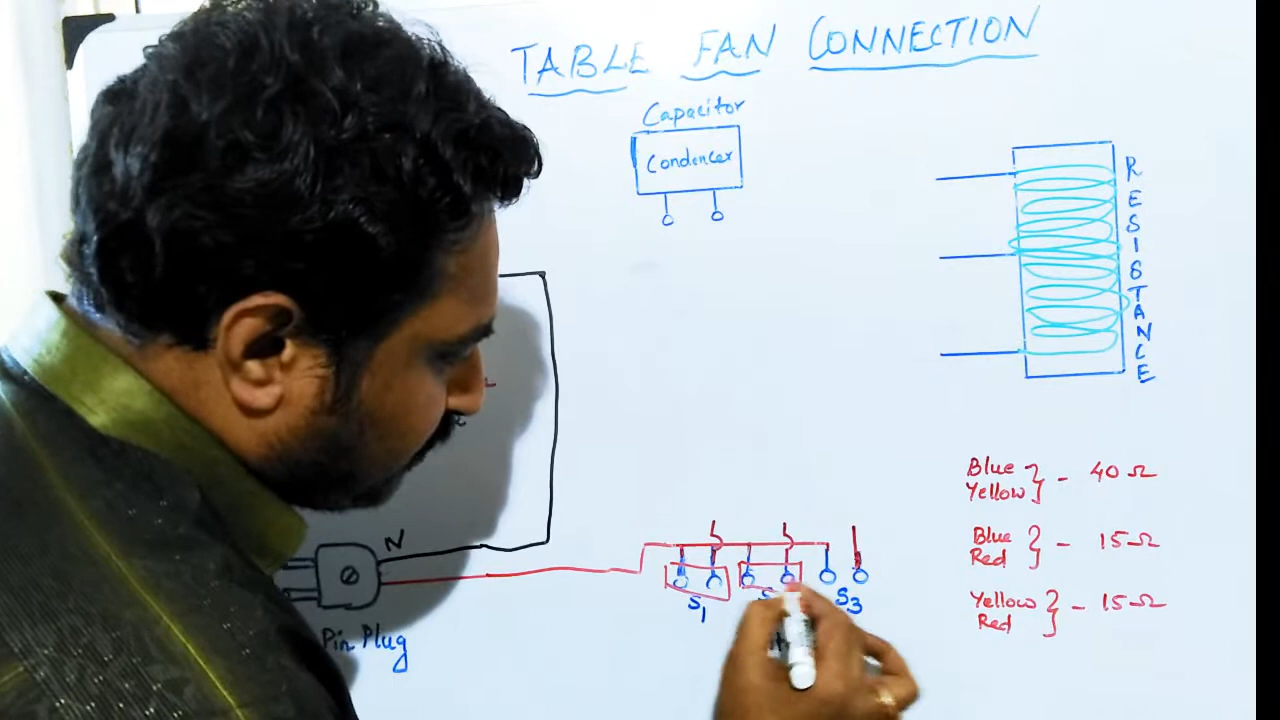 TABLE FAN CONNECTION
Capacitor
Condencer
RESISTANCE
Blue
Yellow } - 40 Ω
Blue
Red } - 15 Ω
Yellow
Red } - 15 Ω
N
S1
S3
Pin Plug